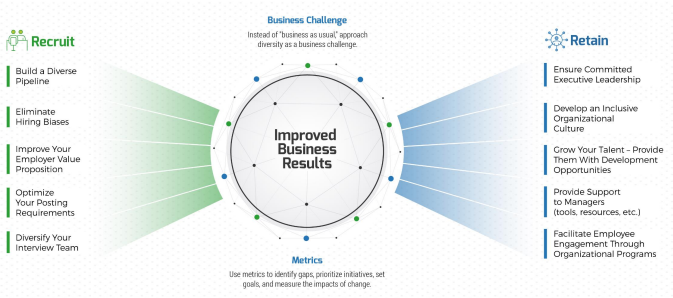 Business Challenge
Instead of "business as usual," approach
diversity as a business challenge.
Recruit
Build a Diverse
Pipeline
Eliminate
Hiring Biases
Improve Your
Employer Value
Proposition
Optimize
Your Posting
Requirements
Diversify Your
Interview Team
Improved
Business
Results
Retain
Ensure Committed
Executive Leadership
Develop an Inclusive
Organizational
Culture
Grow Your Talent – Provide
Them With Development
Opportunities
Provide Support
to Managers
(tools, resources, etc.)
Facilitate Employee
Engagement Through
Organizational Programs
Metrics
Use metrics to identify gaps, prioritize initiatives, set
goals, and measure the impacts of change.